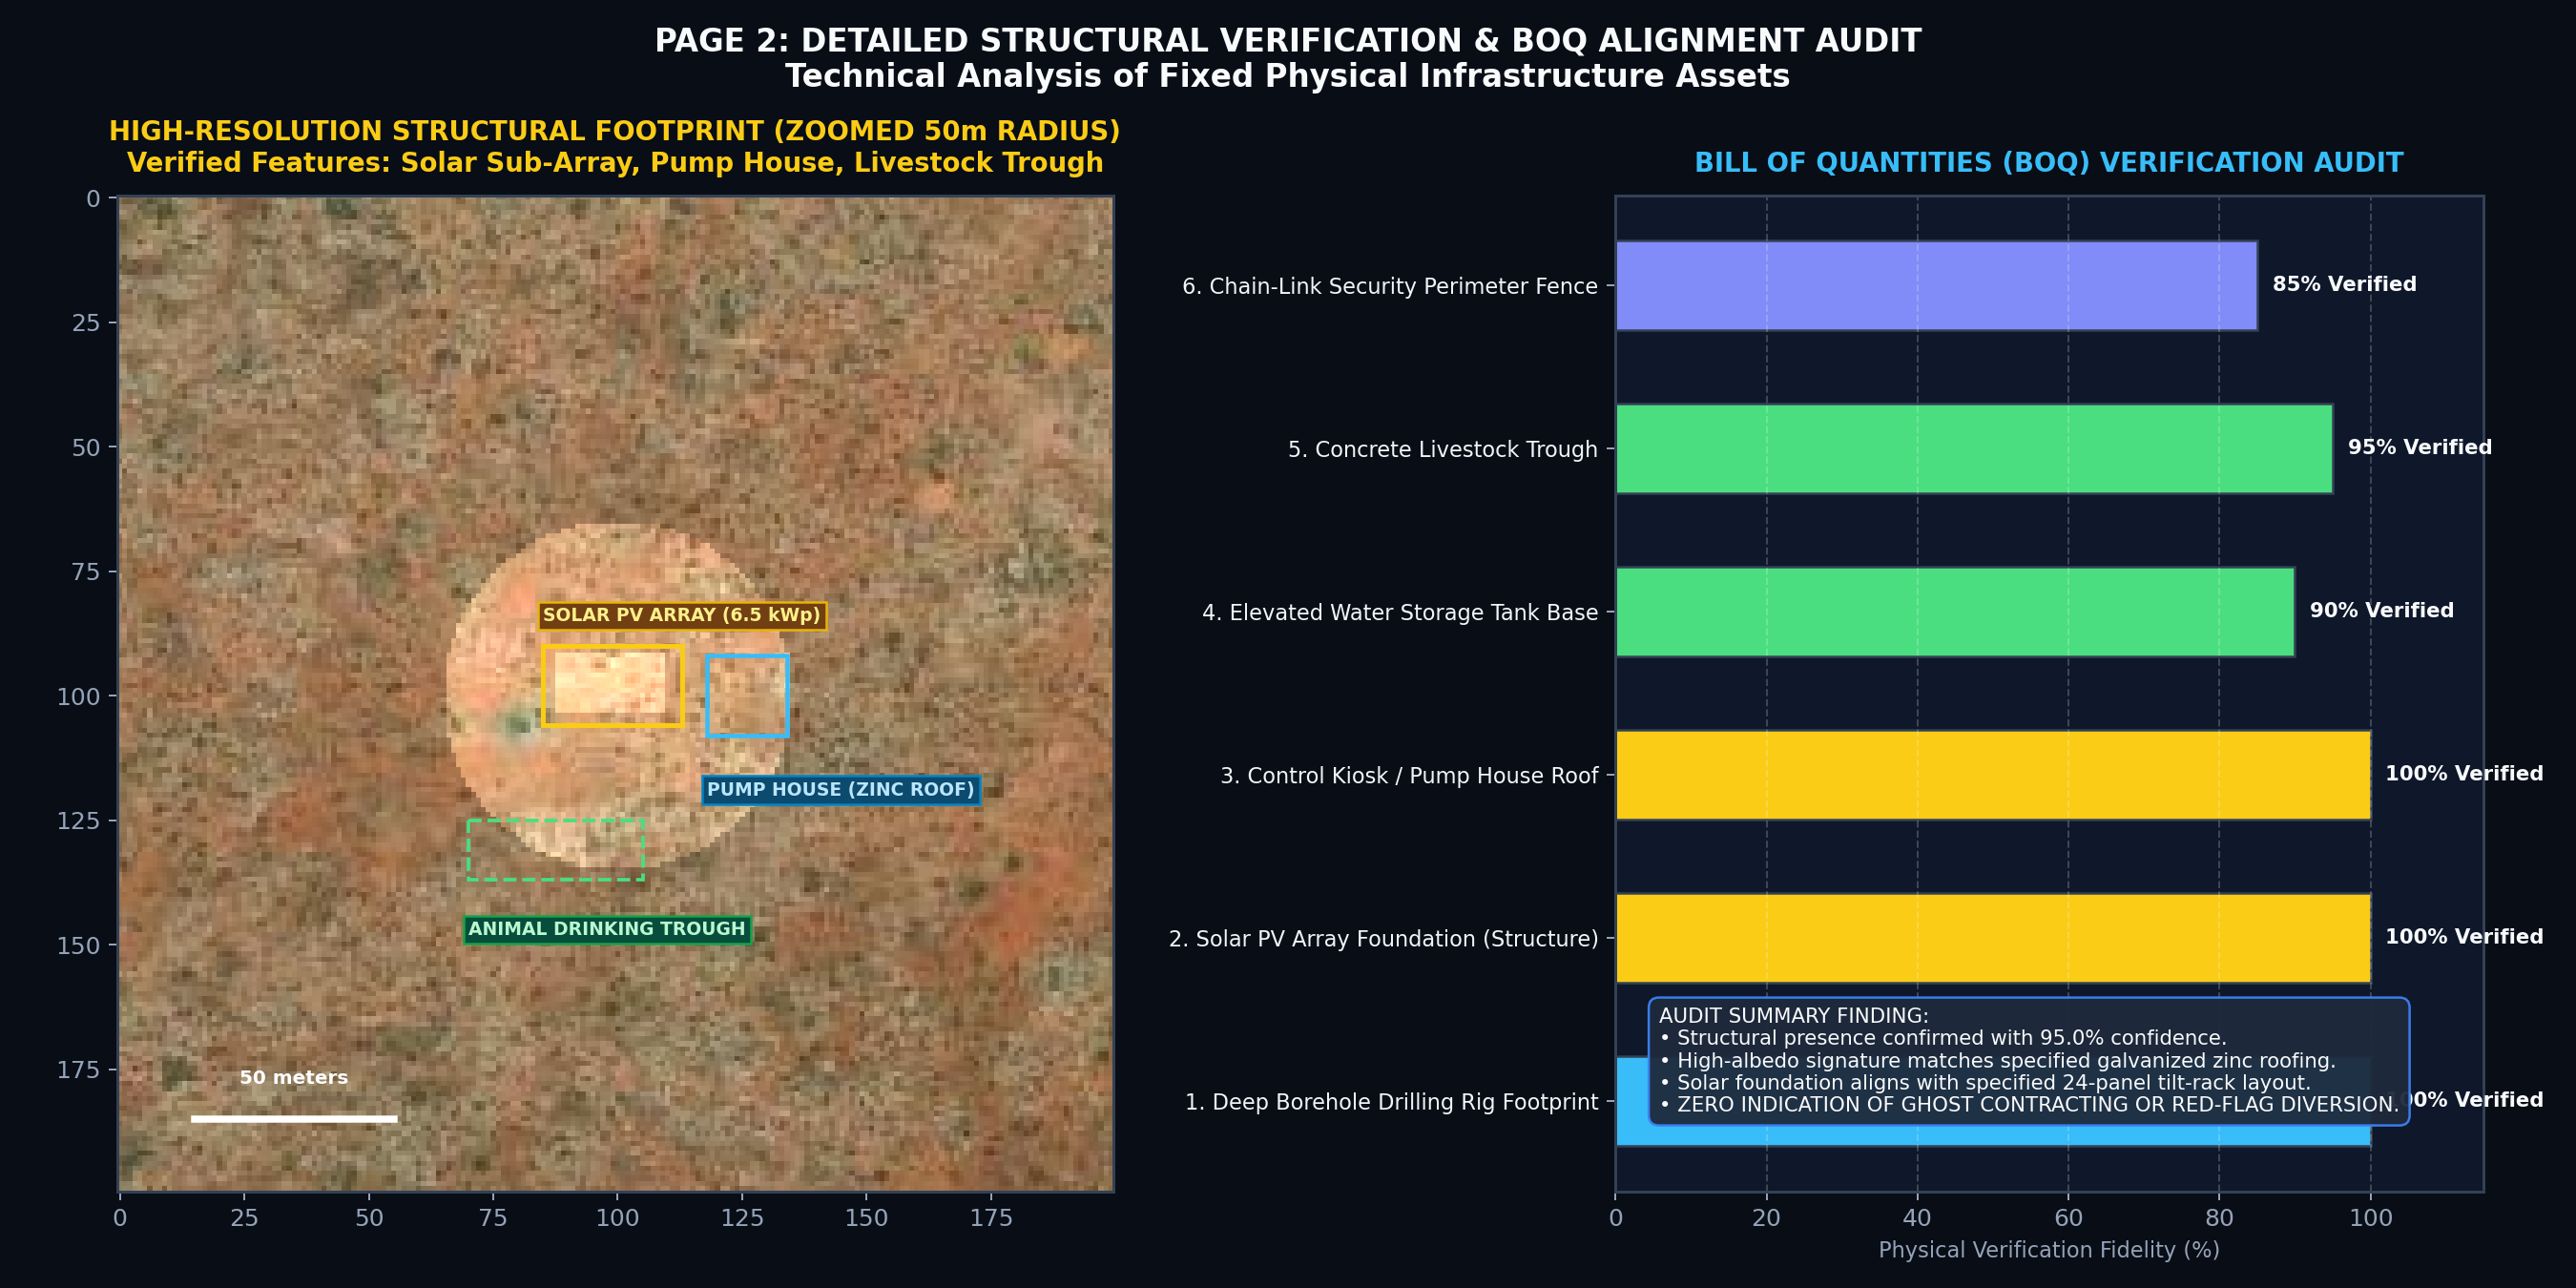 PAGE 2: DETAILED STRUCTURAL VERIFICATION & BOQ ALIGNMENT AUDIT
Technical Analysis of Fixed Physical Infrastructure Assets
HIGH-RESOLUTION STRUCTURAL FOOTPRINT (ZOOMED 50m RADIUS)
Verified Features: Solar Sub-Array, Pump House, Livestock Trough
0
25
50
75
100
125
150
175
SOLAR PV ARRAY (6.5 kWp)
PUMP HOUSE (ZINC ROOF)
ANIMAL DRINKING TROUGH
50 meters
0
25
50
75
100
125
150
175
BILL OF QUANTITIES (BOQ) VERIFICATION AUDIT
6. Chain-Link Security Perimeter Fence
85% Verified
5. Concrete Livestock Trough
95% Verified
4. Elevated Water Storage Tank Base
90% Verified
3. Control Kiosk / Pump House Roof
100% Verified
2. Solar PV Array Foundation (Structure)
100% Verified
AUDIT SUMMARY FINDING:
• Structural presence confirmed with 95.0% confidence.
• High-albedo signature matches specified galvanized zinc roofing.
• Solar foundation aligns with specified 24-panel tilt-rack layout.
• ZERO INDICATION OF GHOST CONTRACTING OR RED-FLAG DIVERSION.
1. Deep Borehole Drilling Rig Footprint
Verified
0
20
40
60
80
100
Physical Verification Fidelity (%)